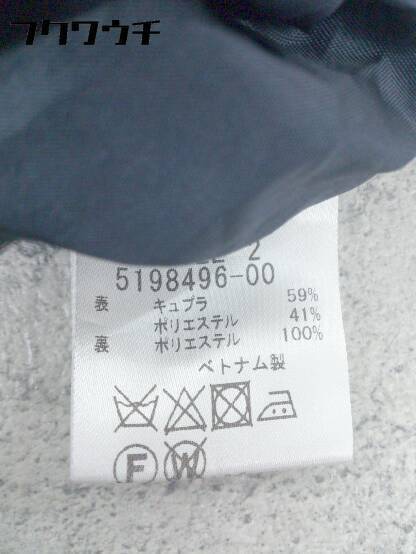 フクワウチ
2
5198496-00
表 キュプラ 59%
ポリエステル 41%
裏 ポリエステル 100%
ベトナム製
F W